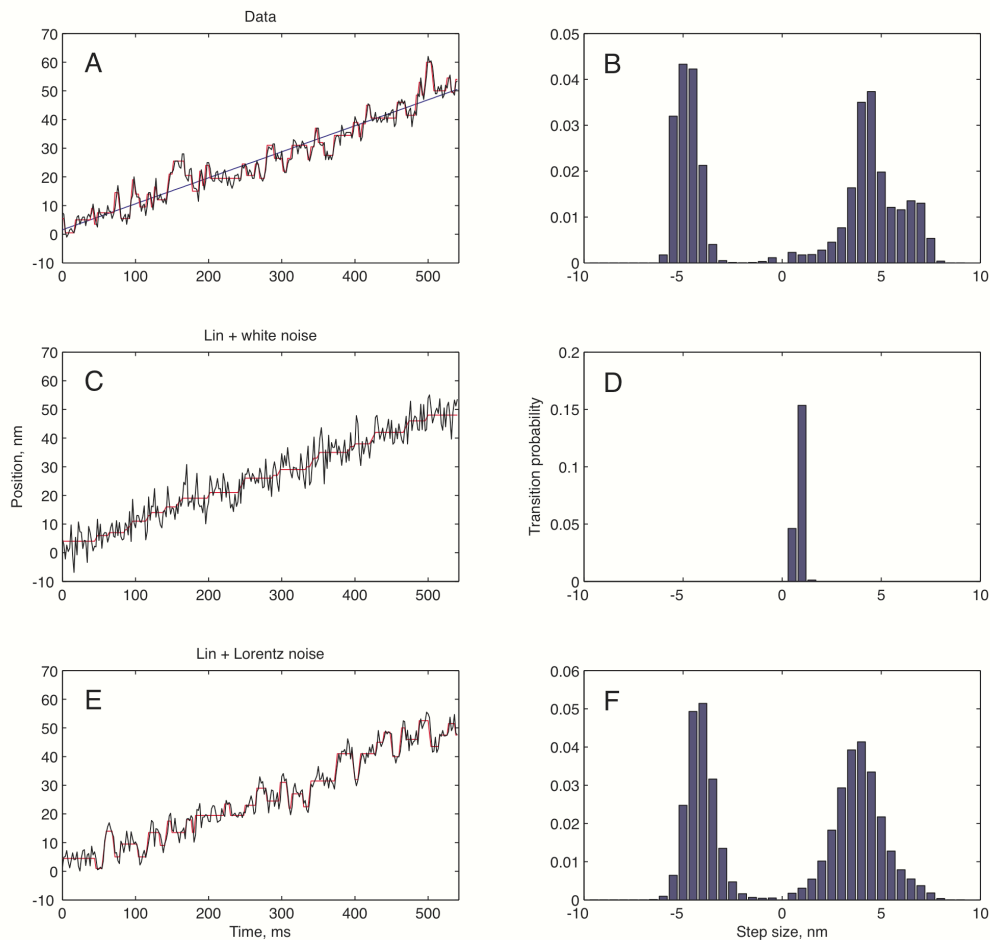 Data
A
70
60
50
40
30
20
10
0
-10
0 100 200 300 400 500
B
0.05
0.04
0.03
0.02
0.01
0
-10 -5 0 5 10
Lin + white noise
C
Position, nm
70
60
50
40
30
20
10
0
-10
0 100 200 300 400 500
D
Transition probability
0.2
0.15
0.1
0.05
0
-10 -5 0 5 10
Lin + Lorentz noise
E
70
60
50
40
30
20
10
0
-10
0 100 200 300 400 500
Time, ms
F
0.06
0.05
0.04
0.03
0.02
0.01
0
-10 -5 0 5 10
Step size, nm